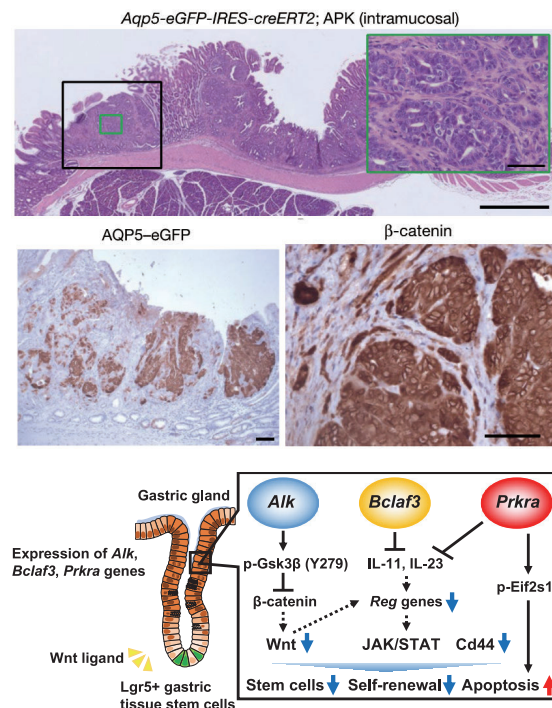 Aqp5-eGFP-IRES-creERT2; APK (intramucosal)
AQP5–eGFP
β-catenin
Gastric gland
Expression of Alk,
Bclaf3, Prkra genes
Wnt ligand
Lgr5+ gastric
tissue stem cells
Alk
Bclaf3
Prkra
p-Gsk3β (Y279)
IL-11, IL-23
p-Eif2s1
β-catenin
Reg genes
Wnt
JAK/STAT
Cd44
Stem cells
Self-renewal
Apoptosis